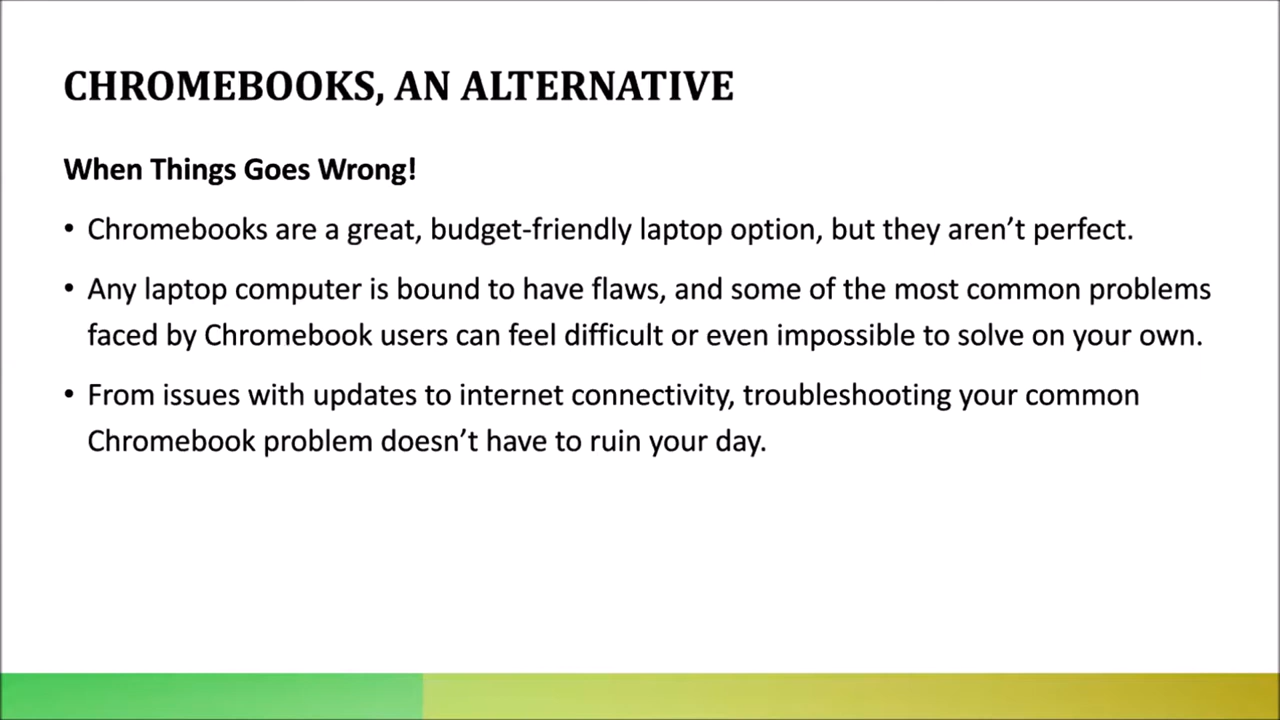 CHROMEBOOKS, AN ALTERNATIVE
When Things Goes Wrong!
• Chromebooks are a great, budget-friendly laptop option, but they aren’t perfect.
• Any laptop computer is bound to have flaws, and some of the most common problems
faced by Chromebook users can feel difficult or even impossible to solve on your own.
• From issues with updates to internet connectivity, troubleshooting your common
Chromebook problem doesn’t have to ruin your day.